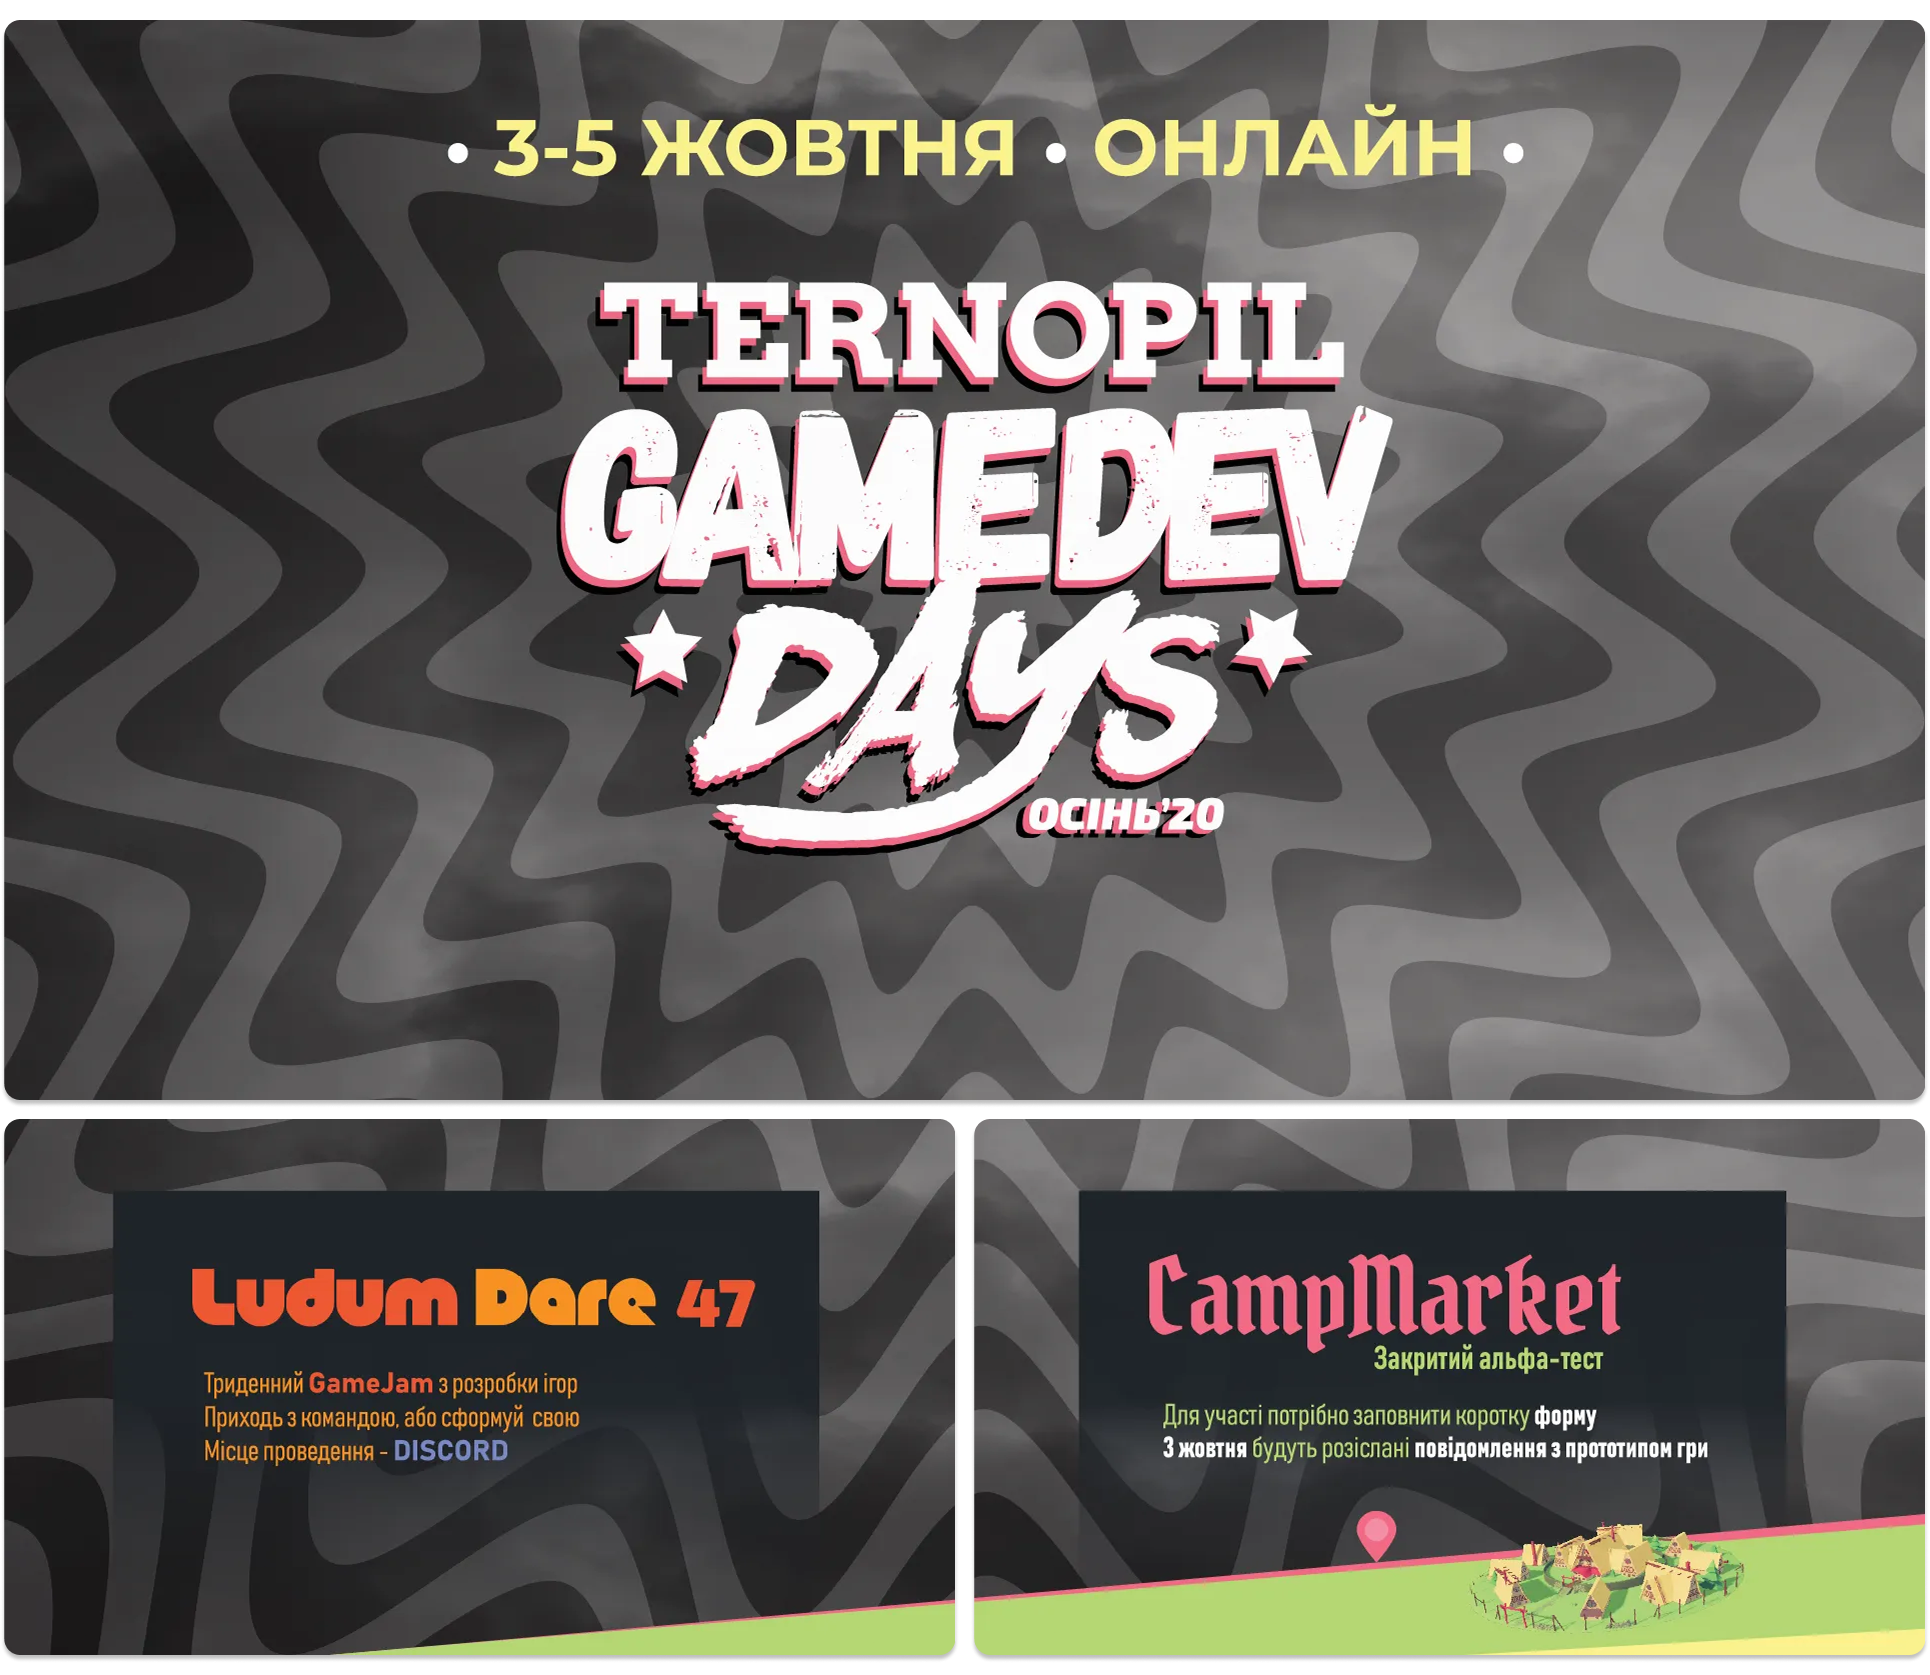 • 3-5 ЖОВТНЯ • ОНЛАЙН •
TERNOPIL
GAMEDEV
DAYS
ОСІНЬ'20
Ludum Dare 47
Триденний GameJam з розробки ігор
Приходь з командою, або сформуй свою
Місце проведення - DISCORD
CampMarket
Закритий альфа-тест
Для участі потрібно заповнити коротку форму
3 жовтня будуть розіслані повідомлення з прототипом гри